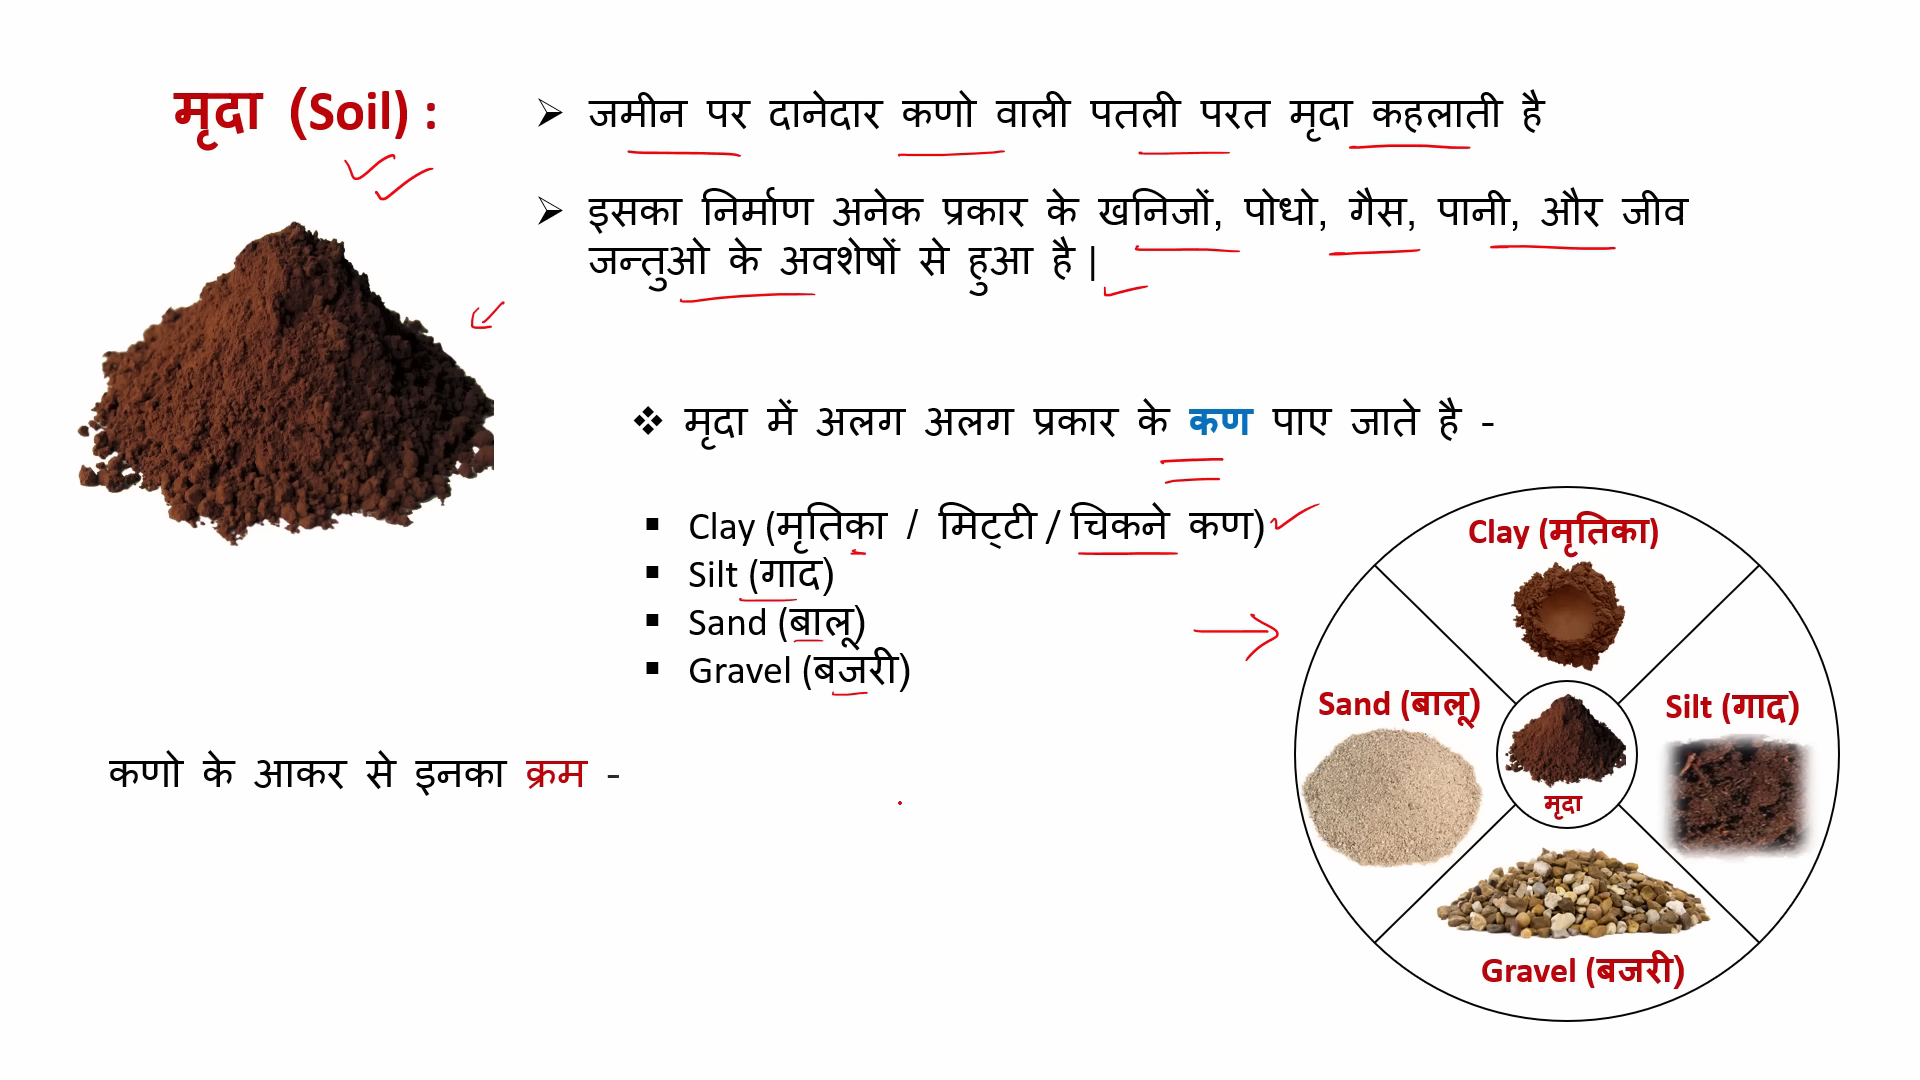 मृदा (Soil) :
➢ जमीन पर दानेदार कणो वाली पतली परत मृदा कहलाती है
➢ इसका निर्माण अनेक प्रकार के खनिजों, पोधो, गैस, पानी, और जीव
जन्तुओ के अवशेषों से हुआ है |
❖ मृदा में अलग अलग प्रकार के कण पाए जाते है -
▪ Clay (मृतिका / मिट्टी / चिकने कण)
▪ Silt (गाद)
▪ Sand (बालू)
▪ Gravel (बजरी)
कणो के आकर से इनका क्रम -
Clay (मृतिका)
Sand (बालू)
Silt (गाद)
मृदा
Gravel (बजरी)